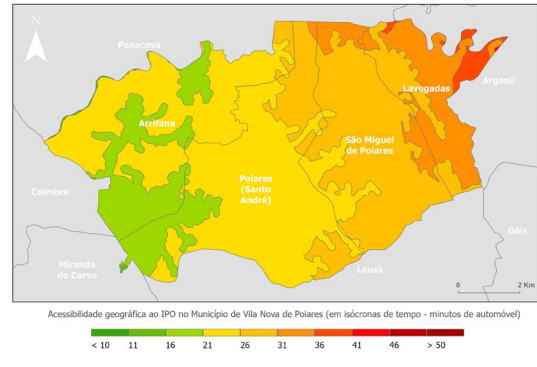 N
Penacova
Arganil
Lavegadas
Arrifana
São Miguel
de Poiares
Poiares
(Santo
André)
Coimbra
Góis
Miranda
do Corvo
Lousã
0 2 Km
Acessibilidade geográfica ao IPO no Município de Vila Nova de Poiares (em isócronas de tempo - minutos de automóvel)
< 10 11 16 21 26 31 36 41 46 > 50